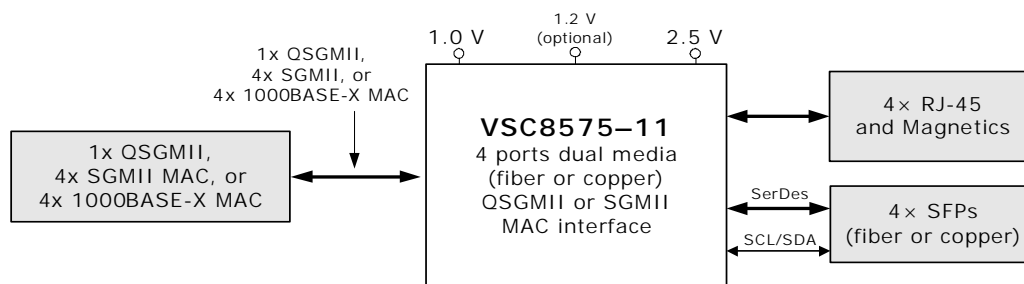 1.0 V
1.2 V
(optional)
2.5 V
1x QSGMII,
4x SGMII, or
4x 1000BASE-X MAC
1x QSGMII,
4x SGMII MAC, or
4x 1000BASE-X MAC
VSC8575–11
4 ports dual media
(fiber or copper)
QSGMII or SGMII
MAC interface
4× RJ-45
and Magnetics
SerDes
SCL/SDA
4× SFPs
(fiber or copper)